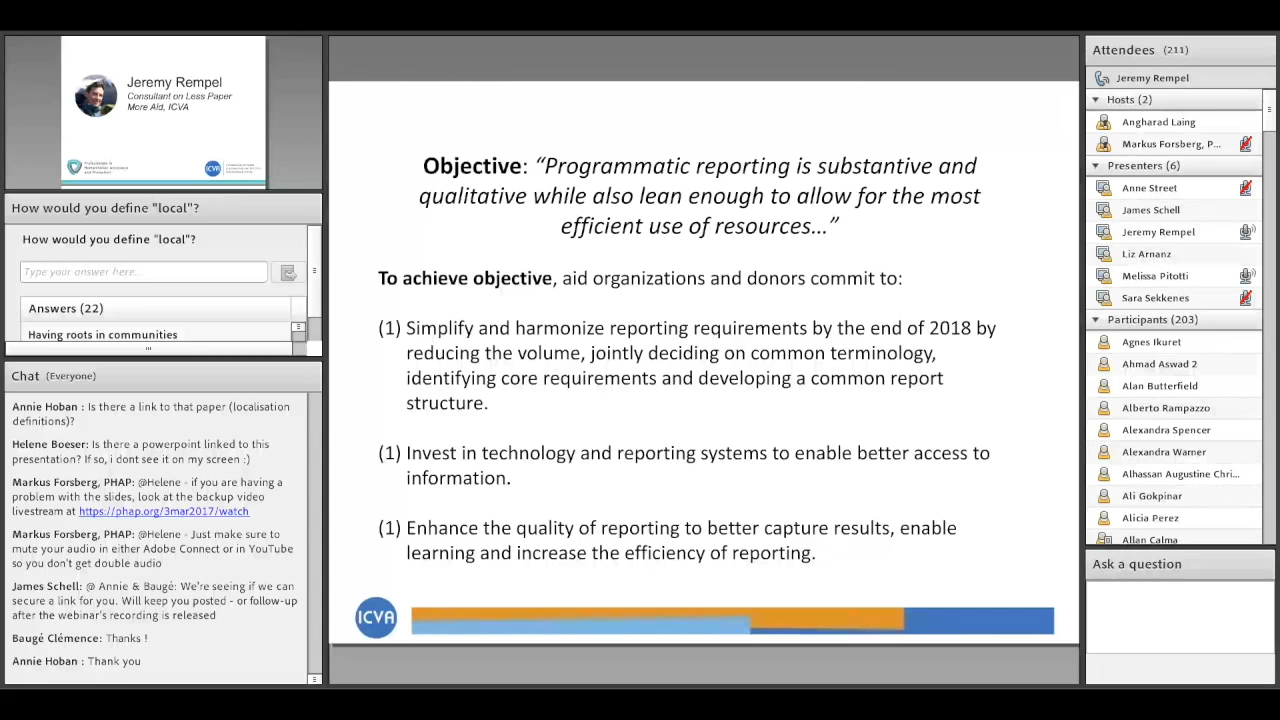 Jeremy Rempel
Consultant on Less Paper
More Aid, ICVA
ICVA
How would you define "local"?
How would you define "local"?
Type your answer here...
Answers (22)
Having roots in communities
Chat (Everyone)
Annie Hoban : Is there a link to that paper (localisation
definitions)?
Helene Boeser: Is there a powerpoint linked to this
presentation? If so, i dont see it on my screen :)
Markus Forsberg, PHAP: @Helene - if you are having a
problem with the slides, look at the backup video
livestream at https://phap.org/3mar2017/watch
Markus Forsberg, PHAP: @Helene - Just make sure to
mute your audio in either Adobe Connect or in YouTube
so you don't get double audio
James Schell: @ Annie & Baugé: We're seeing if we can
secure a link for you. Will keep you posted - or follow-up
after the webinar's recording is released
Baugé Clémence: Thanks !
Annie Hoban : Thank you
Objective: “Programmatic reporting is substantive and
qualitative while also lean enough to allow for the most
efficient use of resources…”
To achieve objective, aid organizations and donors commit to:
(1) Simplify and harmonize reporting requirements by the end of 2018 by
reducing the volume, jointly deciding on common terminology,
identifying core requirements and developing a common report
structure.
(1) Invest in technology and reporting systems to enable better access to
information.
(1) Enhance the quality of reporting to better capture results, enable
learning and increase the efficiency of reporting.
ICVA
Attendees (211)
Jeremy Rempel
Hosts (2)
Angharad Laing
Markus Forsberg, P...
Presenters (6)
Anne Street
James Schell
Jeremy Rempel
Liz Arnanz
Melissa Pitotti
Sara Sekkenes
Participants (203)
Agnes Ikuret
Ahmad Aswad 2
Alan Butterfield
Alberto Rampazzo
Alexandra Spencer
Alexandra Warner
Alhassan Augustine Chri...
Ali Gokpinar
Alicia Perez
Allan Calma
Ask a question